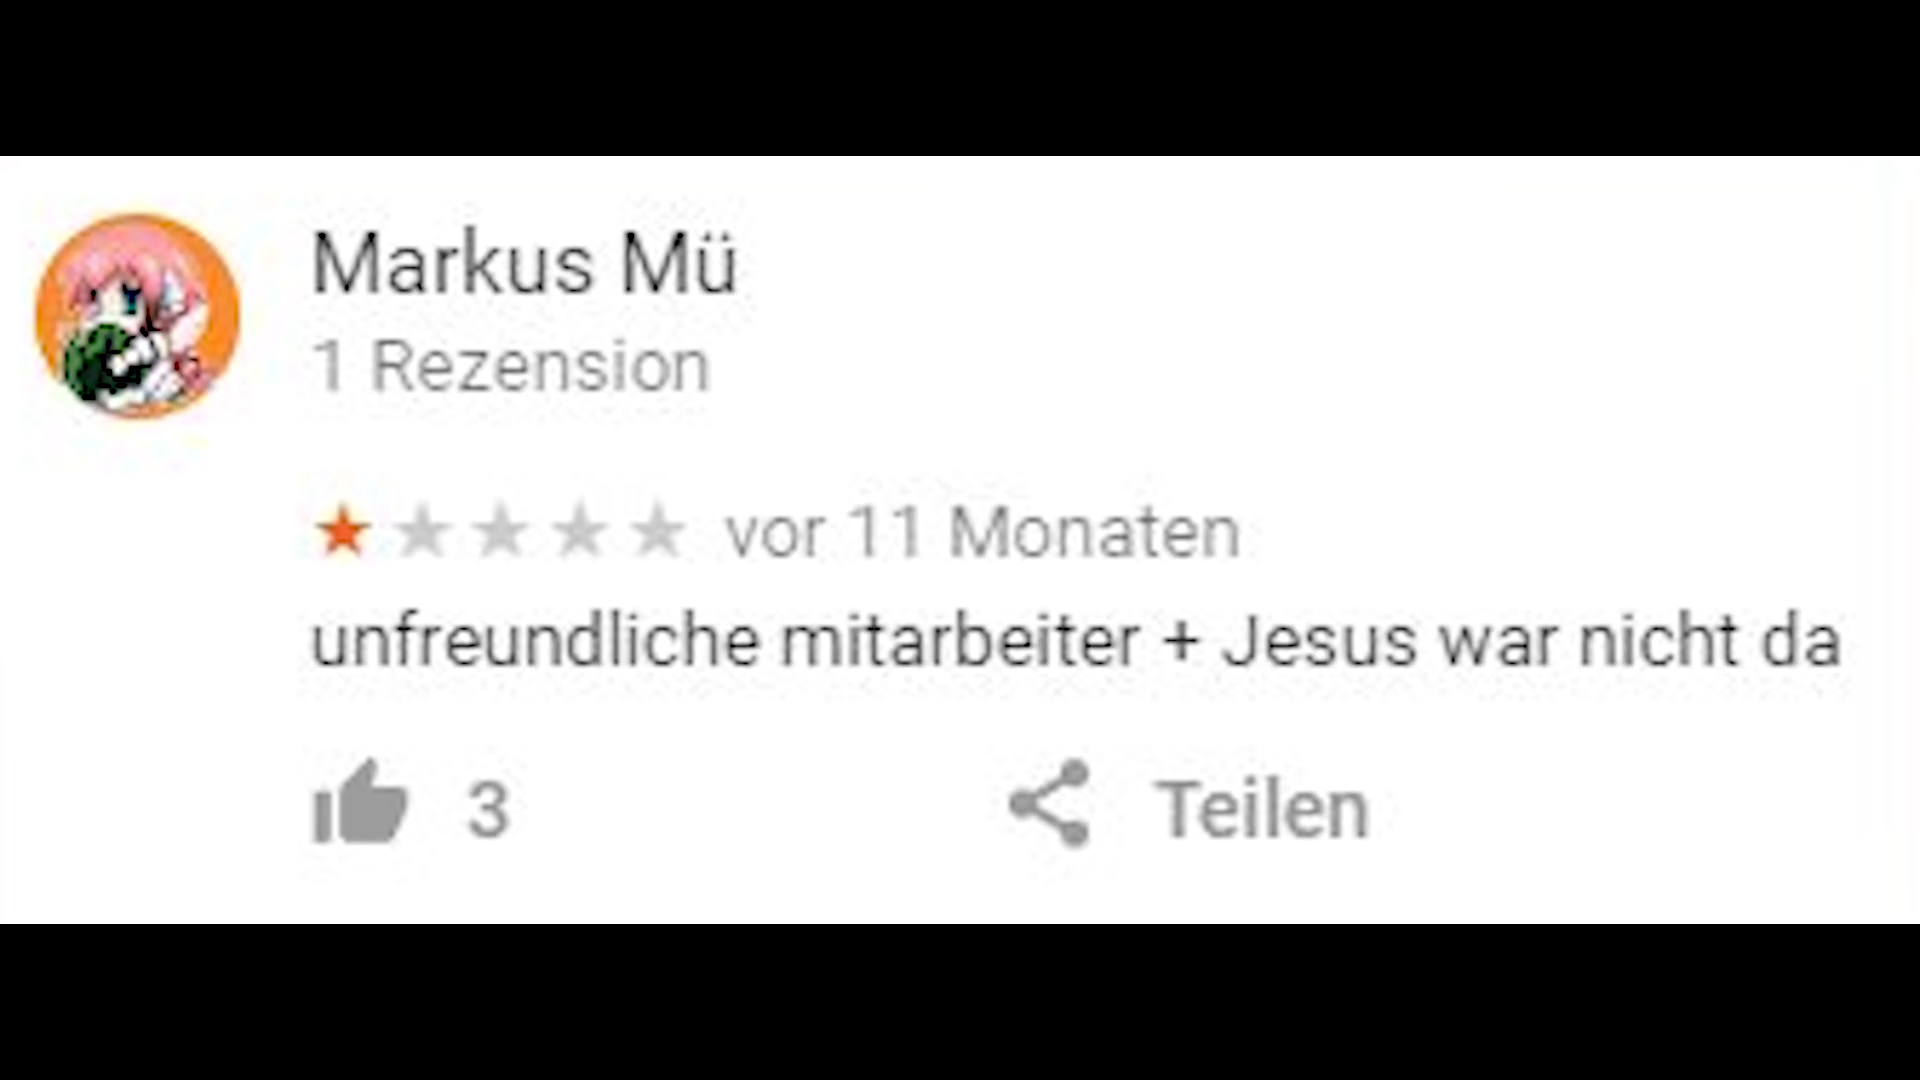 Markus Mü
1 Rezension
vor 11 Monaten
unfreundliche mitarbeiter + Jesus war nicht da
3 Teilen